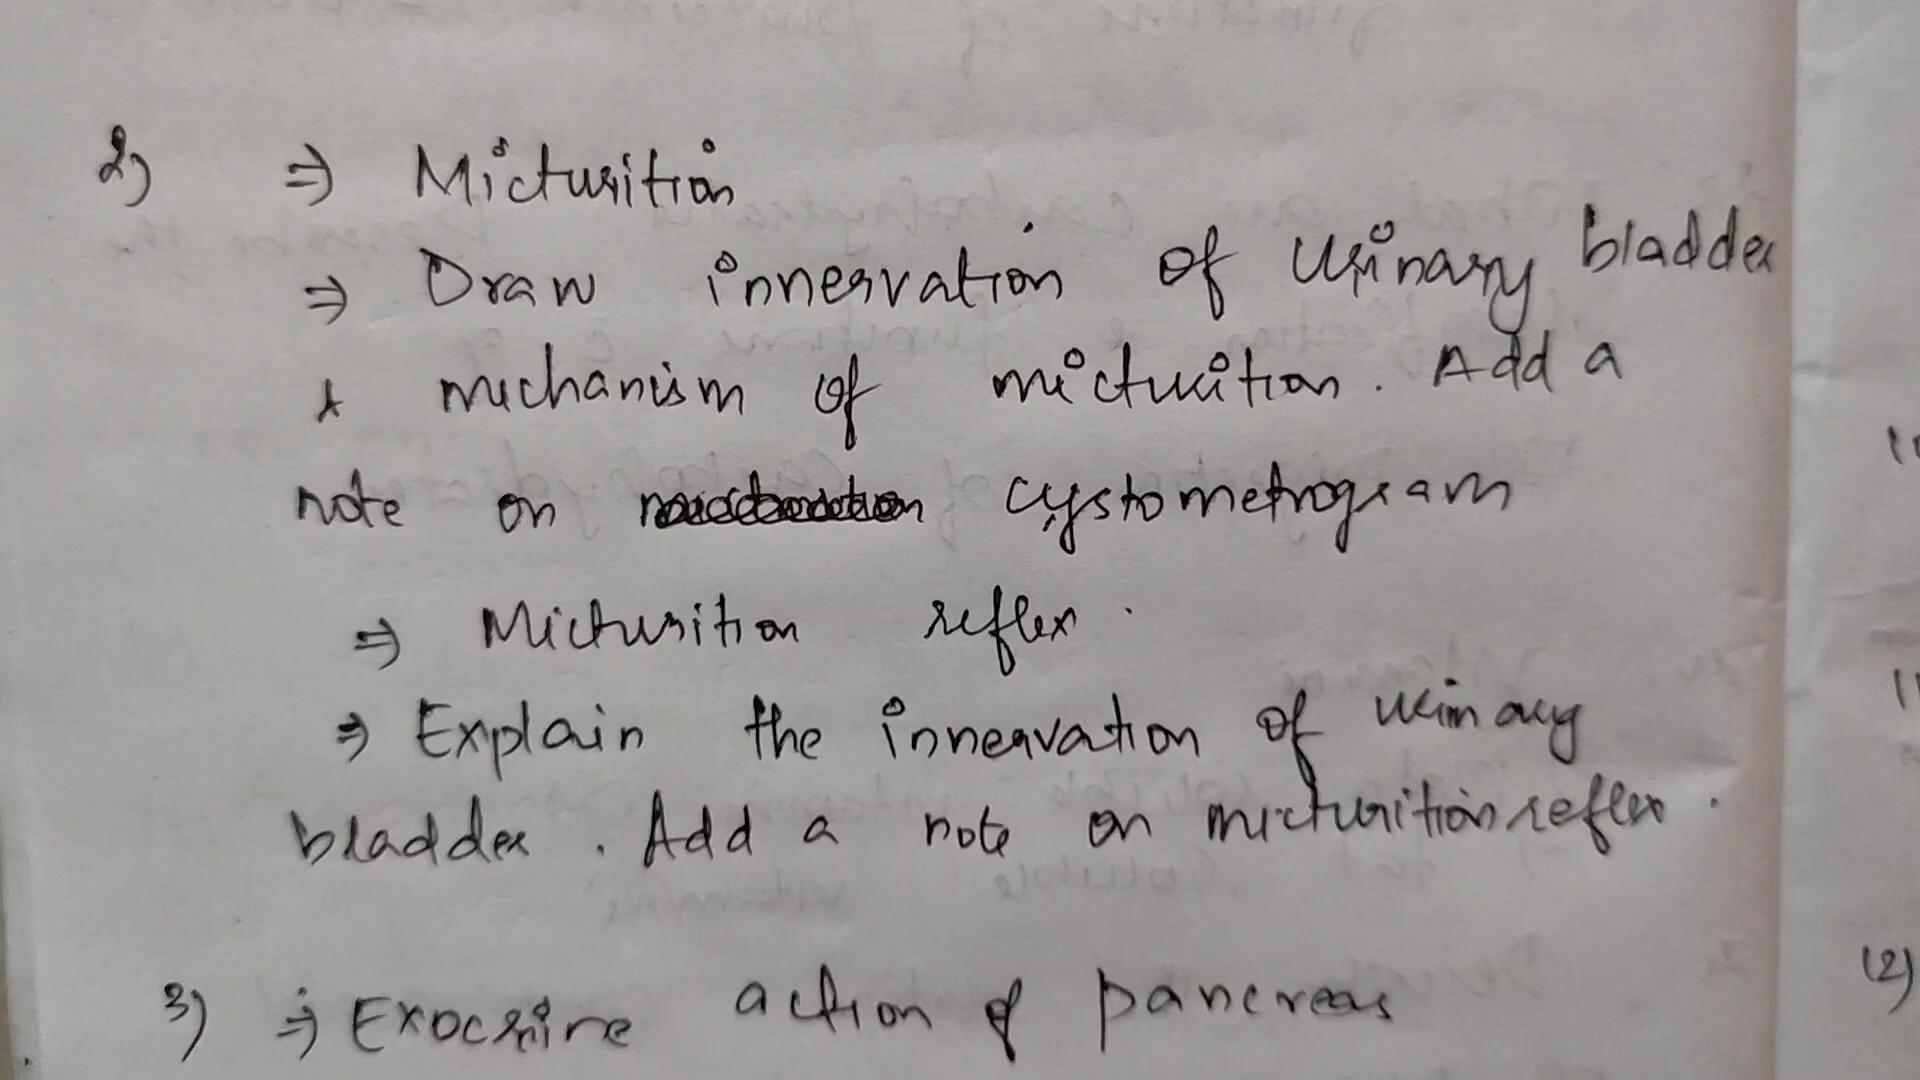 2) ⇒ Micturition
⇒ Draw innervation of Urinary bladder
& mechanism of micturition. Add a
note on cystometrogram
⇒ Micturition reflex.
⇒ Explain the innervation of urinary
bladder. Add a note on micturition reflex.
3) ⇒ Exocrine action of pancreas
(2)